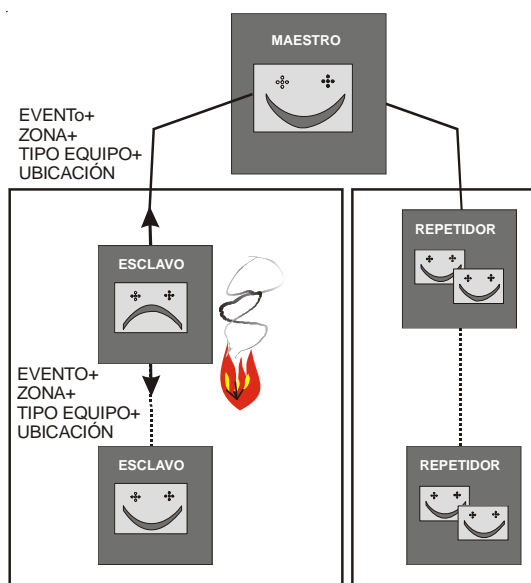 MAESTRO
EVENTo+
ZONA+
TIPO EQUIPO+
UBICACIÓN
ESCLAVO
REPETIDOR
EVENTO+
ZONA+
TIPO EQUIPO+
UBICACIÓN
ESCLAVO
REPETIDOR